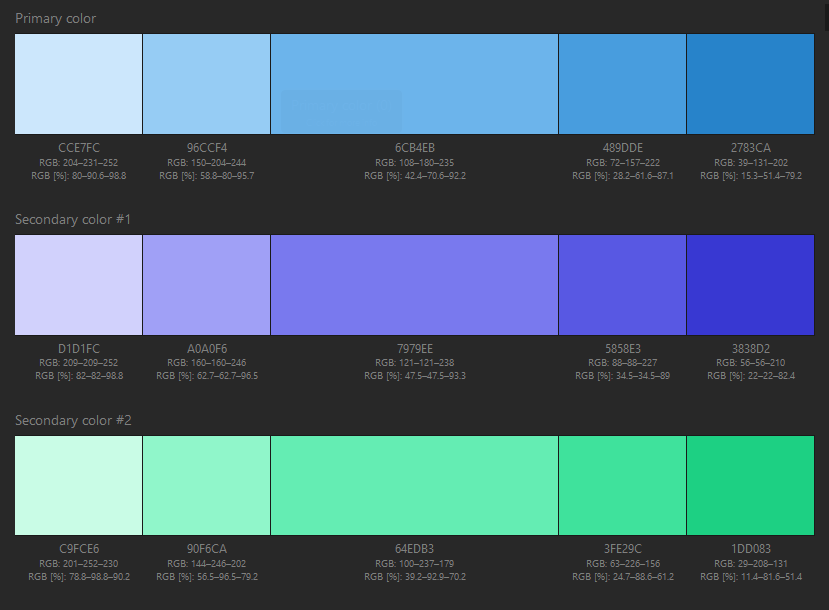 Primary color
CCE7FC 96CCF4 6CB4EB 489DDE 2783CA
RGB: 204–231–252 RGB: 150–204–244 RGB: 108–180–235 RGB: 72–157–222 RGB: 39–131–202
RGB [%]: 80–90.6–98.8 RGB [%]: 58.8–80–95.7 RGB [%]: 42.4–70.6–92.2 RGB [%]: 28.2–61.6–87.1 RGB [%]: 15.3–51.4–79.2
Secondary color #1
D1D1FC A0A0F6 7979EE 5858E3 3838D2
RGB: 209–209–252 RGB: 160–160–246 RGB: 121–121–238 RGB: 88–88–227 RGB: 56–56–210
RGB [%]: 82–82–98.8 RGB [%]: 62.7–62.7–96.5 RGB [%]: 47.5–47.5–93.3 RGB [%]: 34.5–34.5–89 RGB [%]: 22–22–82.4
Secondary color #2
C9FCE6 90F6CA 64EDB3 3FE29C 1DD083
RGB: 201–252–230 RGB: 144–246–202 RGB: 100–237–179 RGB: 63–226–156 RGB: 29–208–131
RGB [%]: 78.8–98.8–90.2 RGB [%]: 56.5–96.5–79.2 RGB [%]: 39.2–92.9–70.2 RGB [%]: 24.7–88.6–61.2 RGB [%]: 11.4–81.6–51.4